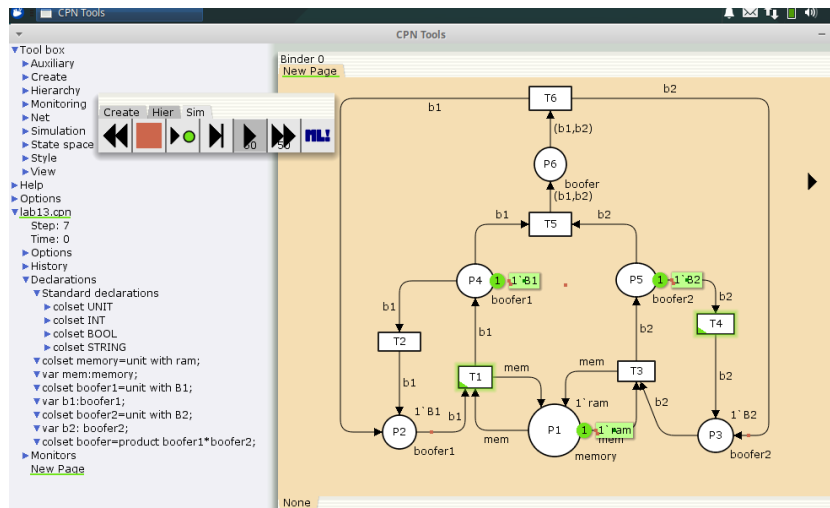 CPN Tools
CPN Tools
Tool box
Auxiliary
Create
Hierarchy
Monitoring
Net
Simulation
State space
Style
View
Help
Options
lab13.cpn
Step: 7
Time: 0
Options
History
Declarations
Standard declarations
colset UNIT
colset INT
colset BOOL
colset STRING
colset memory=unit with ram;
var mem:memory;
colset boofer1=unit with B1;
var b1:boofer1;
colset boofer2=unit with B2;
var b2: boofer2;
colset boofer=product boofer1*boofer2;
Monitors
New Page
Create Hier Sim
ML!
Binder 0
New Page
T6
b2
b1
(b1,b2)
P6
boofer
(b1,b2)
b1
T5
b2
P4
1
1`B1
boofer1
P5
1
1`B2
boofer2
b1
b2
T2
b1
b2
T4
T1
mem
mem
T3
b1
b2
b2
1`B1
b1
1`ram
1`B2
P2
boofer1
mem
P1
1
1`ram
mem
memory
P3
boofer2
None